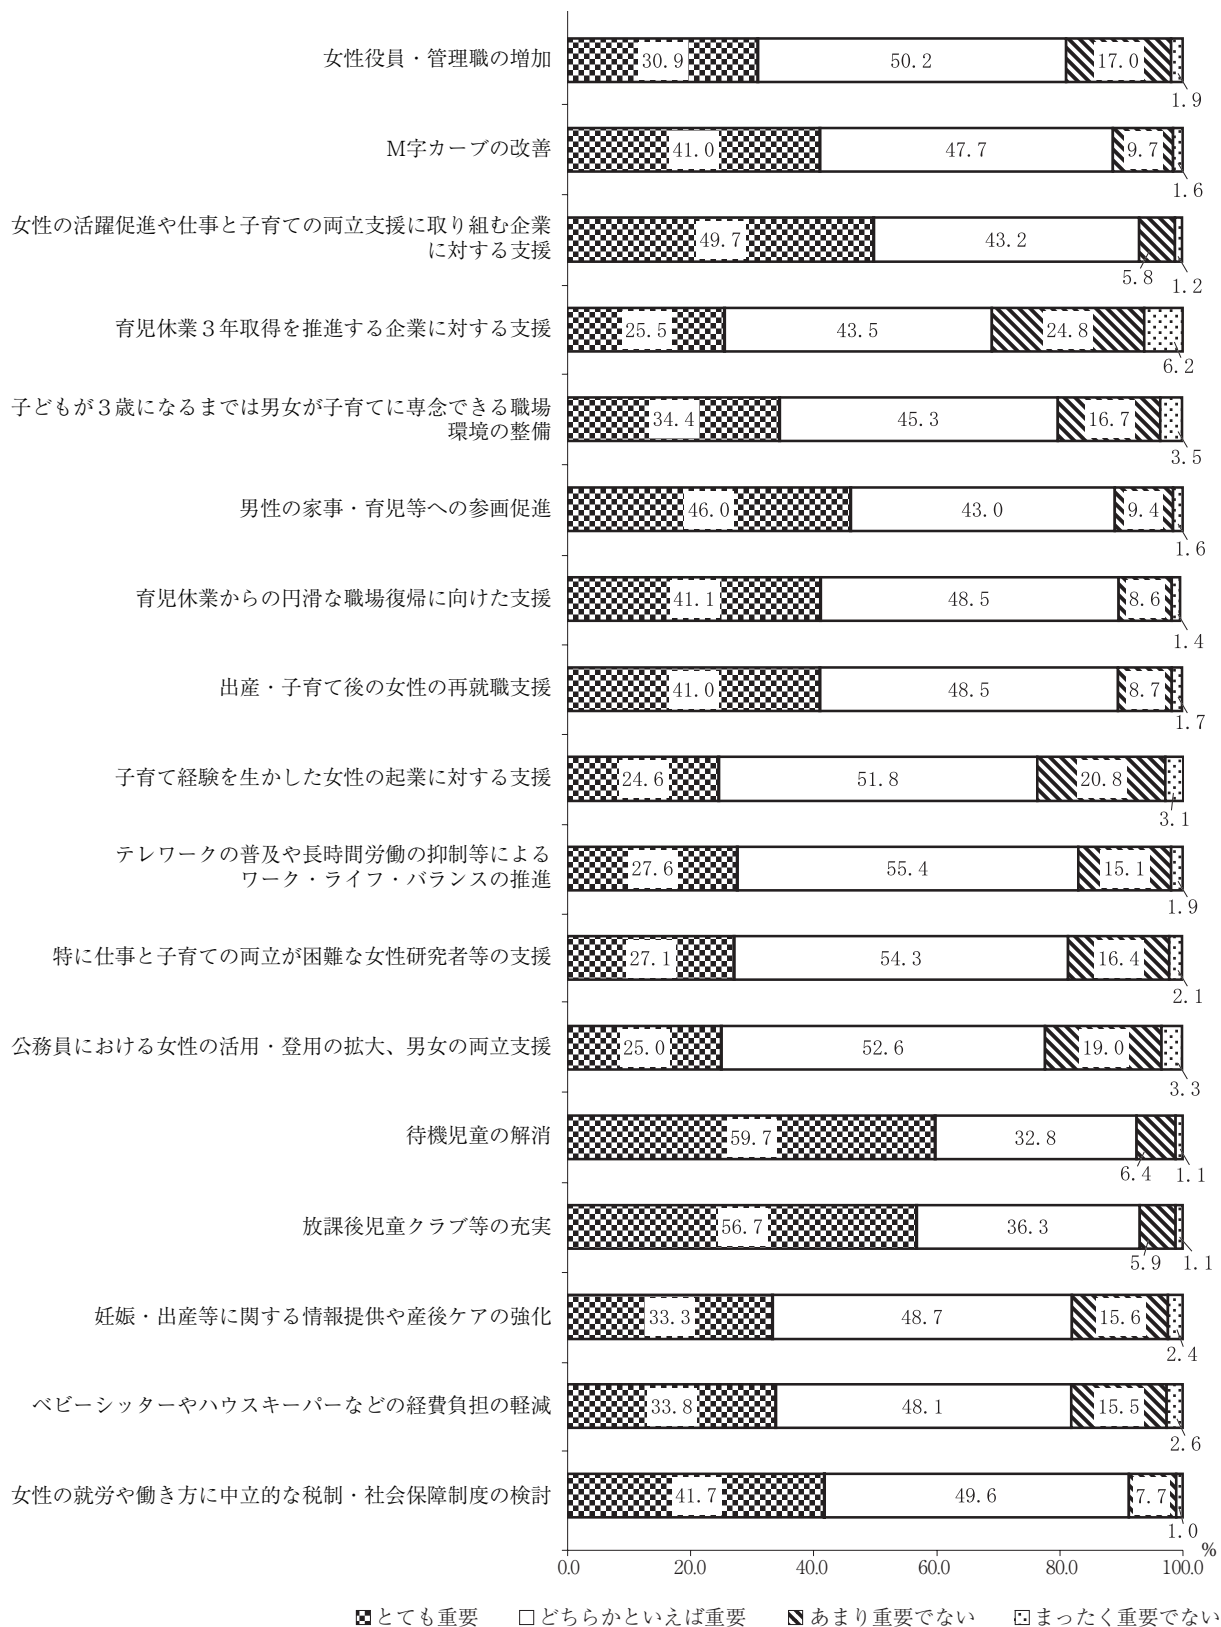 女性役員・管理職の増加
30.9 50.2 17.0
1.9
M字カーブの改善
41.0 47.7 9.7
1.6
女性の活躍促進や仕事と子育ての両立支援に取り組む企業
に対する支援
49.7 43.2
5.8 1.2
育児休業３年取得を推進する企業に対する支援
25.5 43.5 24.8
6.2
子どもが３歳になるまでは男女が子育てに専念できる職場
環境の整備
34.4 45.3 16.7
3.5
男性の家事・育児等への参画促進
46.0 43.0 9.4
1.6
育児休業からの円滑な職場復帰に向けた支援
41.1 48.5 8.6
1.4
出産・子育て後の女性の再就職支援
41.0 48.5 8.7
1.7
子育て経験を生かした女性の起業に対する支援
24.6 51.8 20.8
3.1
テレワークの普及や長時間労働の抑制等による
ワーク・ライフ・バランスの推進
27.6 55.4 15.1
1.9
特に仕事と子育ての両立が困難な女性研究者等の支援
27.1 54.3 16.4
2.1
公務員における女性の活用・登用の拡大、男女の両立支援
25.0 52.6 19.0
3.3
待機児童の解消
59.7 32.8
6.4 1.1
放課後児童クラブ等の充実
56.7 36.3
5.9 1.1
妊娠・出産等に関する情報提供や産後ケアの強化
33.3 48.7 15.6
2.4
ベビーシッターやハウスキーパーなどの経費負担の軽減
33.8 48.1 15.5
2.6
女性の就労や働き方に中立的な税制・社会保障制度の検討
41.7 49.6 7.7
1.0
%
0.0 20.0 40.0 60.0 80.0 100.0
とても重要 どちらかといえば重要 あまり重要でない まったく重要でない